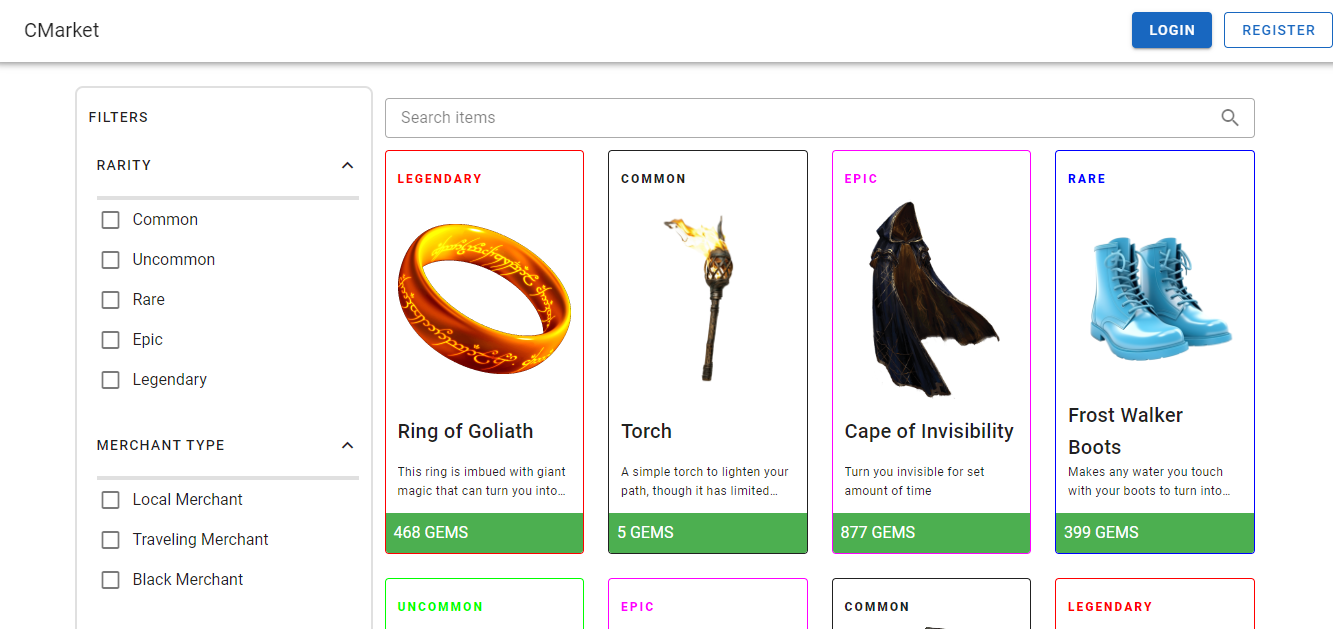 CMarket
LOGIN
REGISTER
FILTERS
RARITY
Common
Uncommon
Rare
Epic
Legendary
MERCHANT TYPE
Local Merchant
Traveling Merchant
Black Merchant
Search items
LEGENDARY
Ring of Goliath
This ring is imbued with giant
magic that can turn you into…
468 GEMS
COMMON
Torch
A simple torch to lighten your
path, though it has limited…
5 GEMS
EPIC
Cape of Invisibility
Turn you invisible for set
amount of time
877 GEMS
RARE
Frost Walker
Boots
Makes any water you touch
with your boots to turn into…
399 GEMS
UNCOMMON
EPIC
COMMON
LEGENDARY